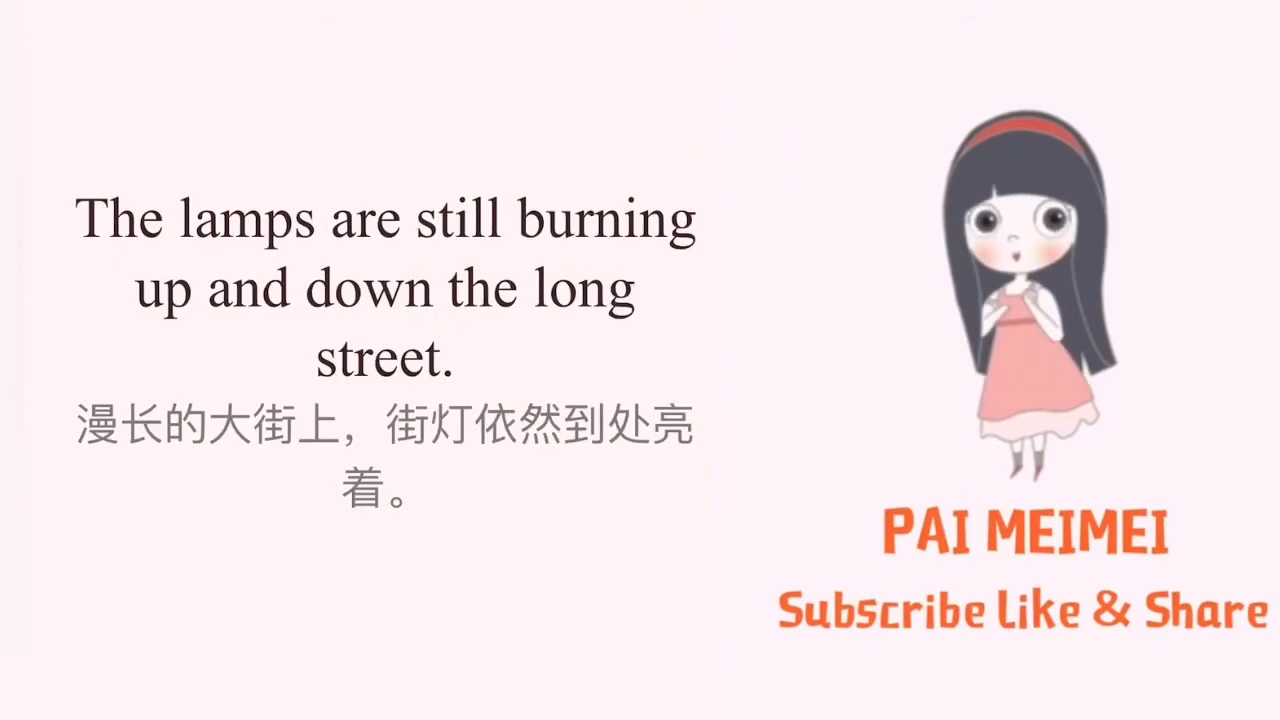 The lamps are still burning
up and down the long
street.
漫长的大街上，街灯依然到处亮
着。
PAI MEIMEI
Subscribe Like & Share